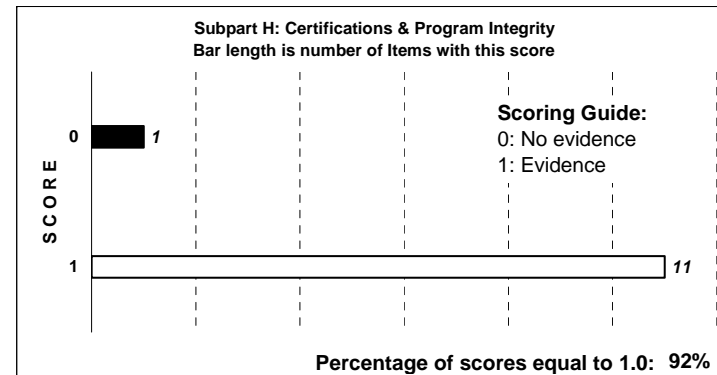 Subpart H: Certifications & Program Integrity
Bar length is number of Items with this score
Scoring Guide:
0: No evidence
1: Evidence
SCORE
0 1
1 11
Percentage of scores equal to 1.0: 92%